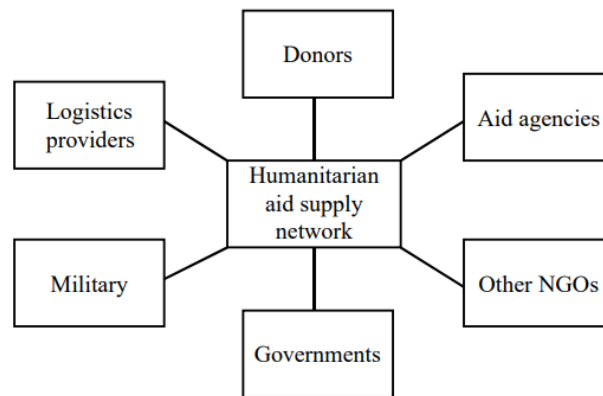 Donors
Logistics
providers
Aid agencies
Humanitarian
aid supply
network
Military
Other NGOs
Governments